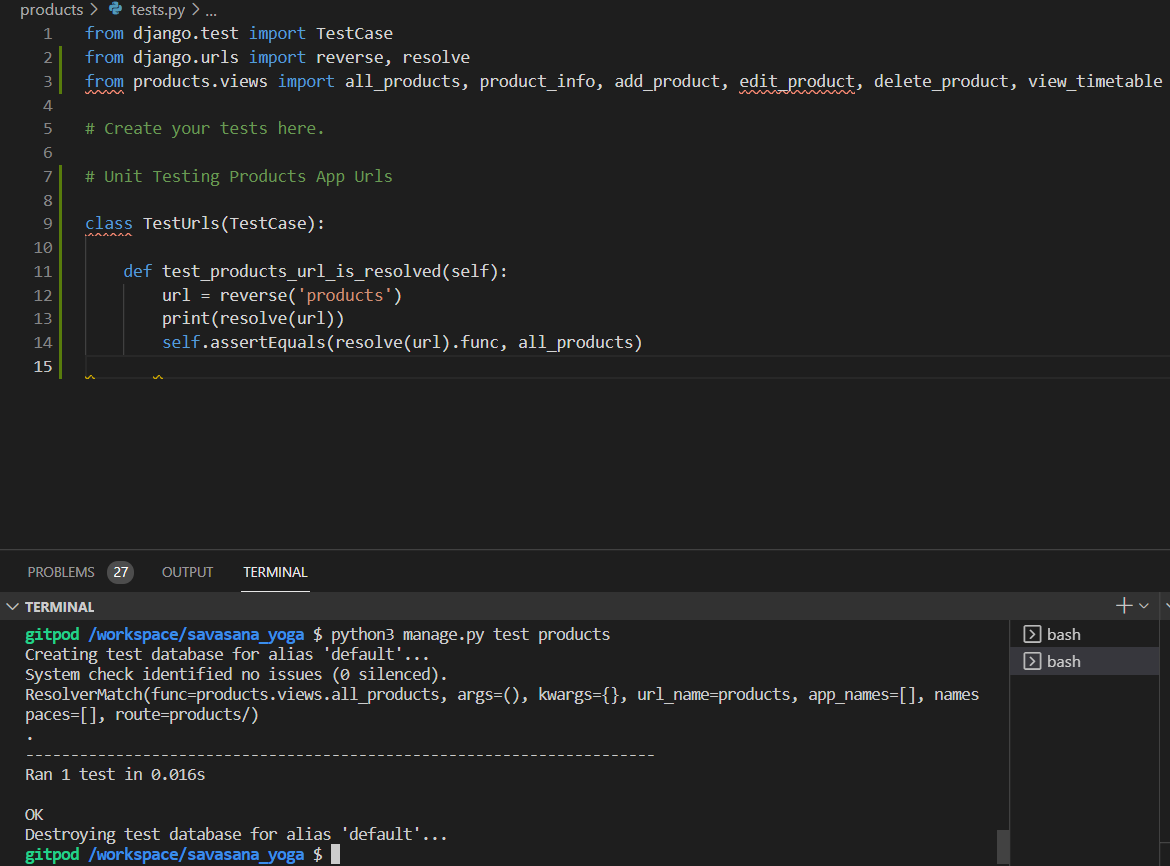 products > tests.py > ...
1 from django.test import TestCase
2 from django.urls import reverse, resolve
3 from products.views import all_products, product_info, add_product, edit_product, delete_product, view_timetable
4
5 # Create your tests here.
6
7 # Unit Testing Products App Urls
8
9 class TestUrls(TestCase):
10
11     def test_products_url_is_resolved(self):
12         url = reverse('products')
13         print(resolve(url))
14         self.assertEquals(resolve(url).func, all_products)
15
PROBLEMS 27 OUTPUT TERMINAL
TERMINAL
gitpod /workspace/savasana_yoga $ python3 manage.py test products
Creating test database for alias 'default'...
System check identified no issues (0 silenced).
ResolverMatch(func=products.views.all_products, args=(), kwargs={}, url_name=products, app_names=[], names
paces=[], route=products/)
.
----------------------------------------------------------------------
Ran 1 test in 0.016s
OK
Destroying test database for alias 'default'...
gitpod /workspace/savasana_yoga $
bash
bash